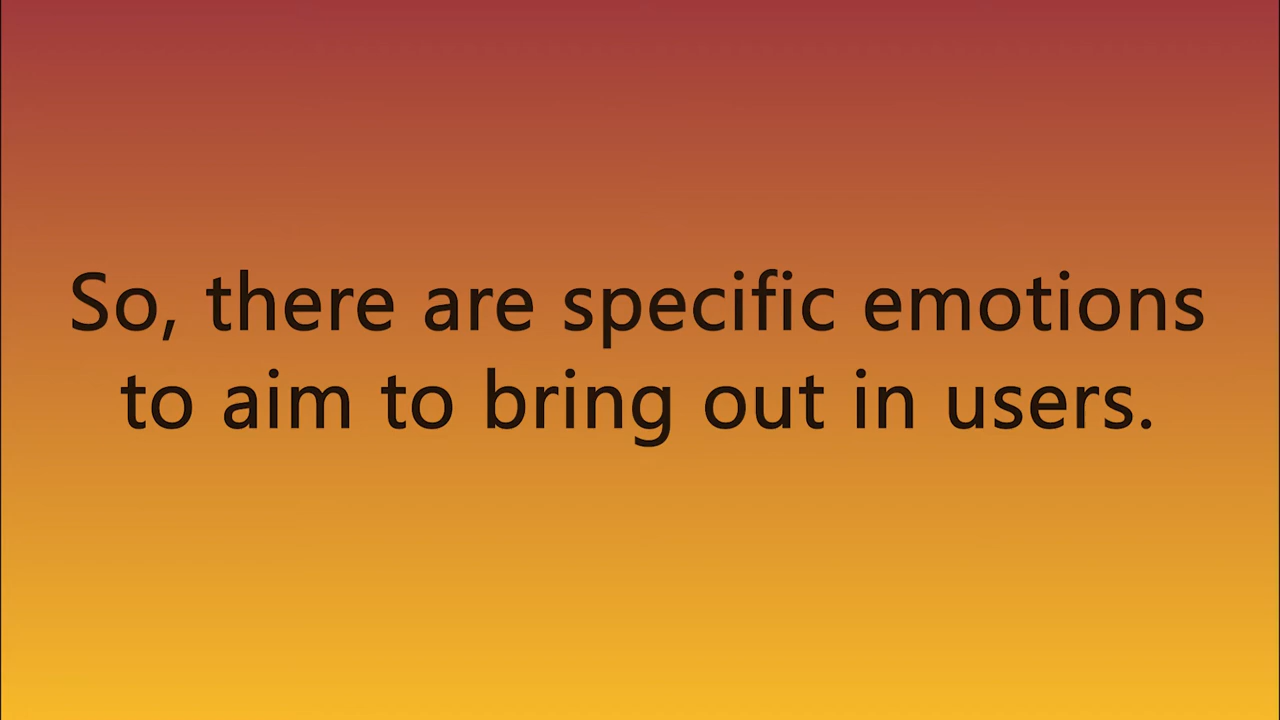 So, there are specific emotions
to aim to bring out in users.